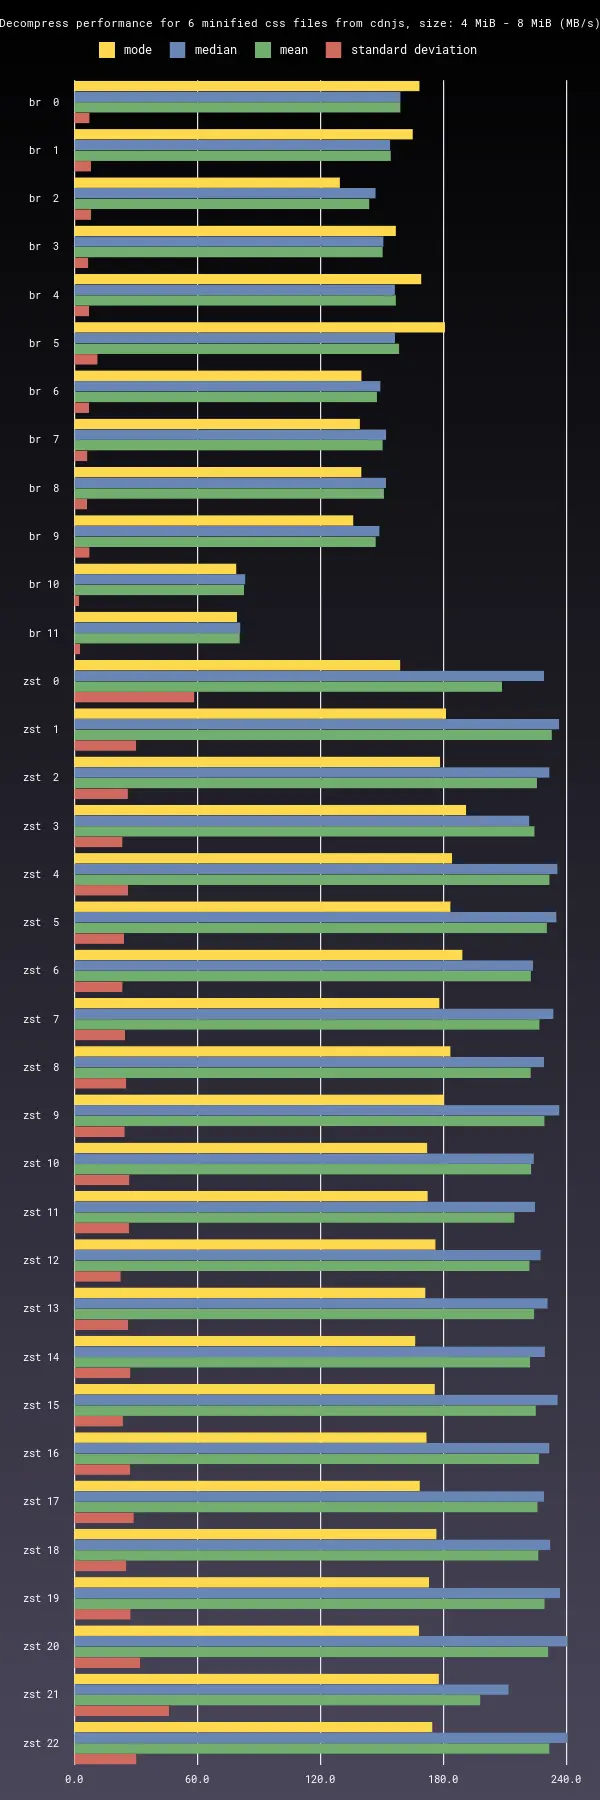 Decompress performance for 6 minified css files from cdnjs, size: 4 MiB - 8 MiB (MB/s)
mode median mean standard deviation
br 0
br 1
br 2
br 3
br 4
br 5
br 6
br 7
br 8
br 9
br 10
br 11
zst 0
zst 1
zst 2
zst 3
zst 4
zst 5
zst 6
zst 7
zst 8
zst 9
zst 10
zst 11
zst 12
zst 13
zst 14
zst 15
zst 16
zst 17
zst 18
zst 19
zst 20
zst 21
zst 22
0.0 60.0 120.0 180.0 240.0